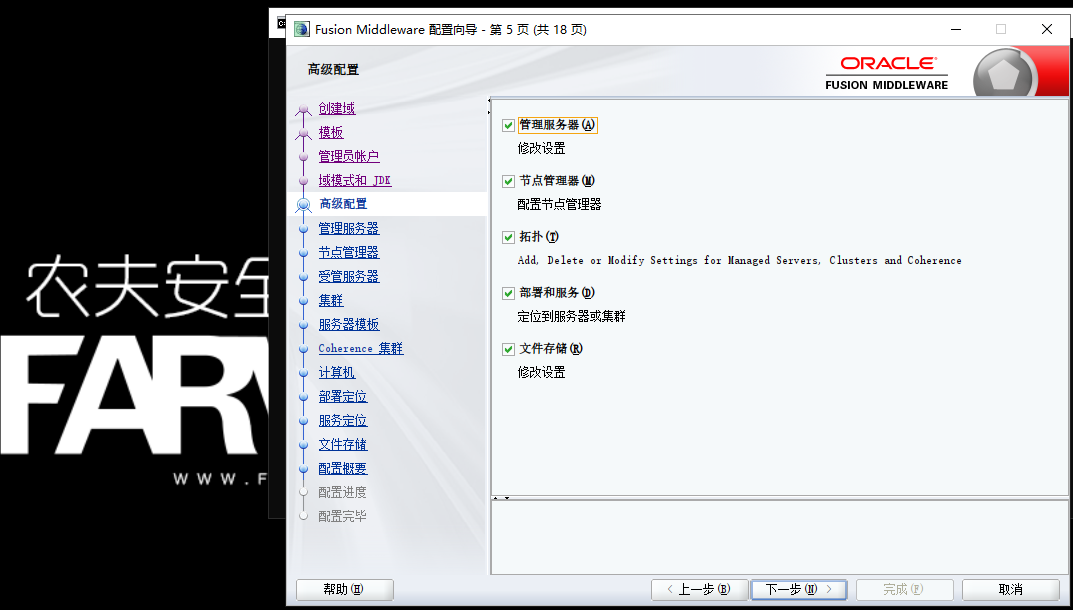 Fusion Middleware 配置向导 - 第 5 页 (共 18 页)
高级配置
ORACLE
FUSION MIDDLEWARE
创建域
模板
管理员帐户
域模式和 JDK
高级配置
管理服务器
节点管理器
受管服务器
集群
服务器模板
Coherence 集群
计算机
部署定位
服务定位
文件存储
配置概要
配置进度
配置完毕
管理服务器(A)
修改设置
节点管理器(M)
配置节点管理器
拓扑(T)
Add, Delete or Modify Settings for Managed Servers, Clusters and Coherence
部署和服务(D)
定位到服务器或集群
文件存储(R)
修改设置
农夫安全
FAR
WWW.F
帮助(H)
< 上一步(B)
下一步(N) >
完成(F)
取消